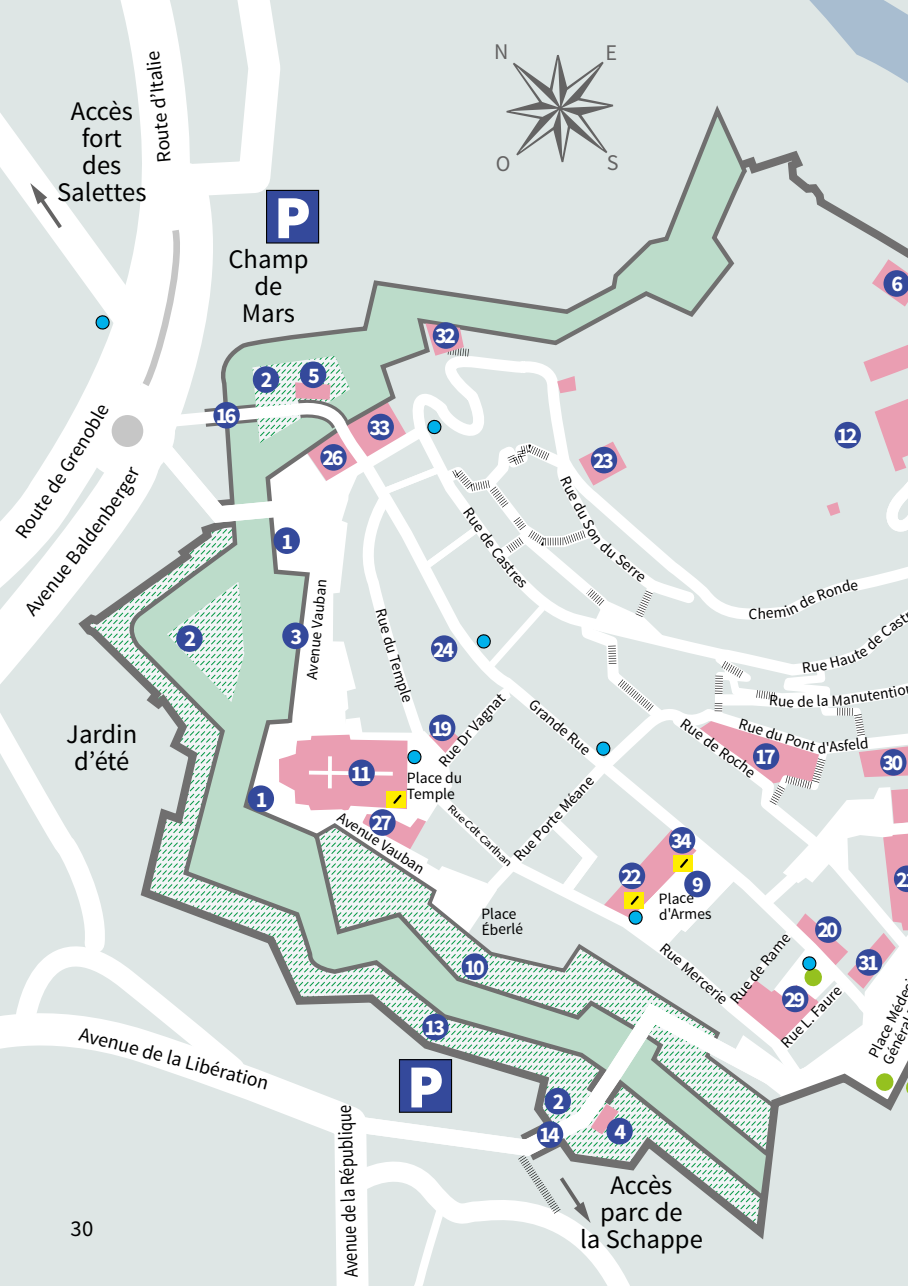 N
E
O
S
Route d'Italie
Accès
fort
des
Salettes
P
Champ
de
Mars
6
32
2
5
16
33
12
26
23
Route de Grenoble
Avenue Baldenberger
Rue du Son du Serre
Rue de Castres
1
Chemin de Ronde
Avenue Vauban
Rue du Temple
2
3
24
Rue Haute de Castr
Rue de la Manutention
Jardin
d'été
19
Rue Dr Vagnat
Grande Rue
Rue de Roche
Rue du Pont d'Asfeld
17
30
11
Place du
Temple
1
27
Avenue Vauban
Rue Cdt Carlhan
Rue Porte Méane
34
22
9
Place
d'Armes
2
Place
Éberlé
20
10
Rue Mercerie
Rue de Rame
31
29
Rue L. Faure
Place Médec
Général
13
Avenue de la Libération
P
2
14
4
Avenue de la République
Accès
parc de
la Schappe
30